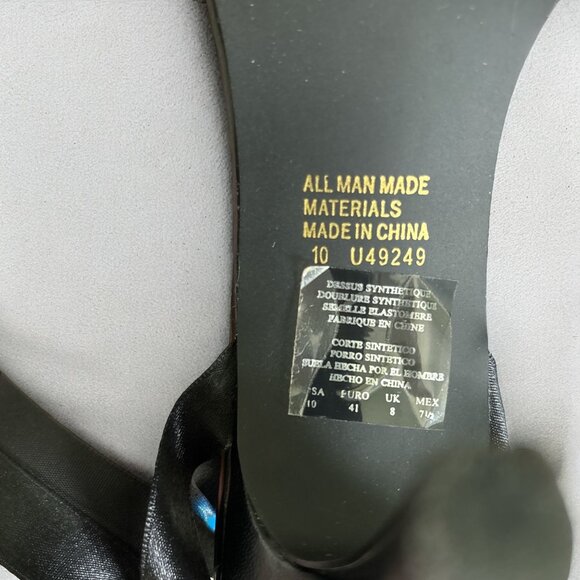 ALL MAN MADE
MATERIALS
MADE IN CHINA
10 U49249
DESSUS SYNTHETIQUE
DOUBLURE SYNTHETIQUE
SEMELLE ELASTOMERE
FABRIQUE EN CHINE
CORTE SINTETICO
FORRO SINTETICO
SUELA HECHA POR EL HOMBRE
HECHO EN CHINA
EURO UK MEX
10 41 8